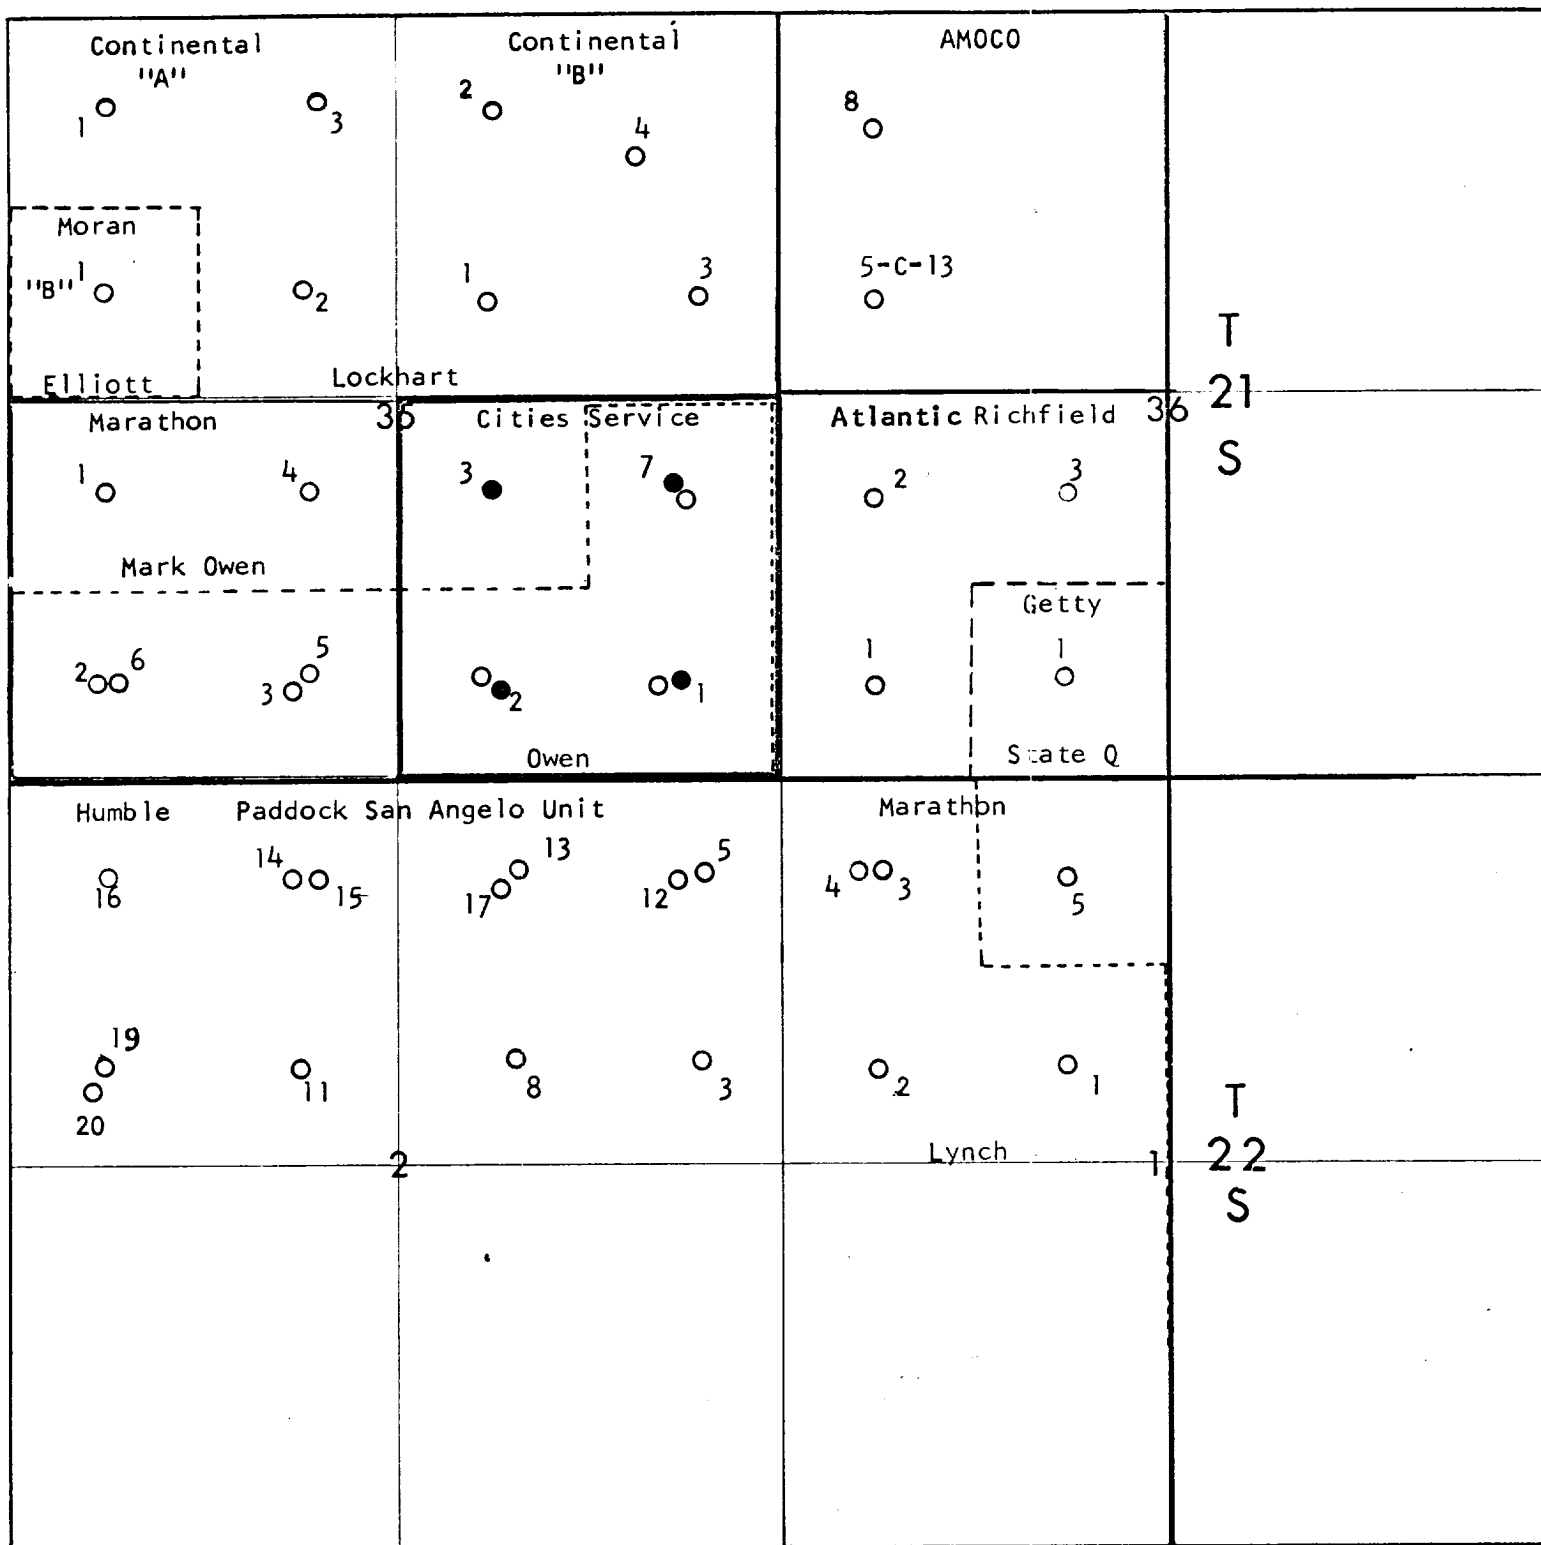 Continental
"A"
1
3
Moran
"B" 1
2
Elliott
Continental
"B"
2
4
1
3
Lockhart
AMOCO
8
5-C-13
T
21
S
Marathon
35
1
4
Mark Owen
2 6
5
3
Cities Service
3
7
2
1
Owen
Atlantic Richfield
36
2
3
1
Getty
1
State Q
Humble Paddock San Angelo Unit
14
13
5
16
15
17
12
19
11
8
3
20
2
Marathon
4
3
5
2
1
Lynch
1
T
22
S